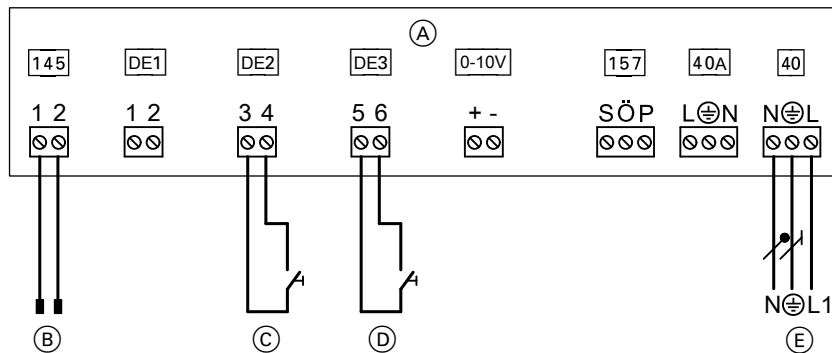 A
145 DE1 DE2 DE3 0-10V 157 40A 40
1 2 1 2 3 4 5 6 + - S Ö P L N N L
N L1
B C D E